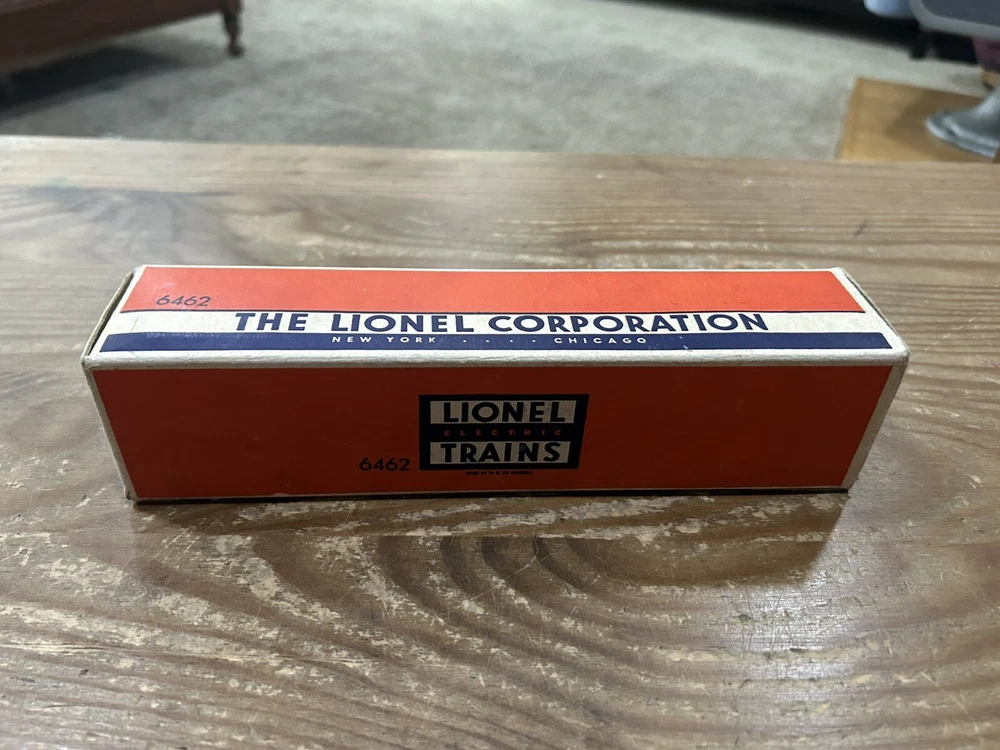 6462
THE LIONEL CORPORATION
NEW YORK . . . . CHICAGO
LIONEL
ELECTRIC
TRAINS
6462